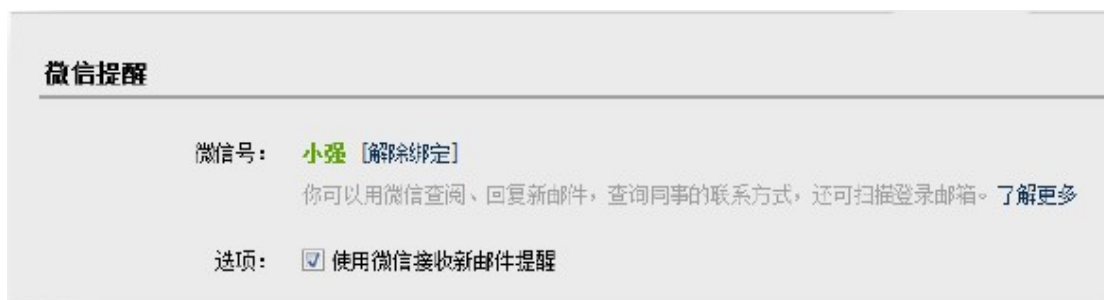 微信提醒
微信号： 小强 [解除绑定]
你可以用微信查阅、回复新邮件，查询同事的联系方式，还可扫描登录邮箱。了解更多
选项： 使用微信接收新邮件提醒